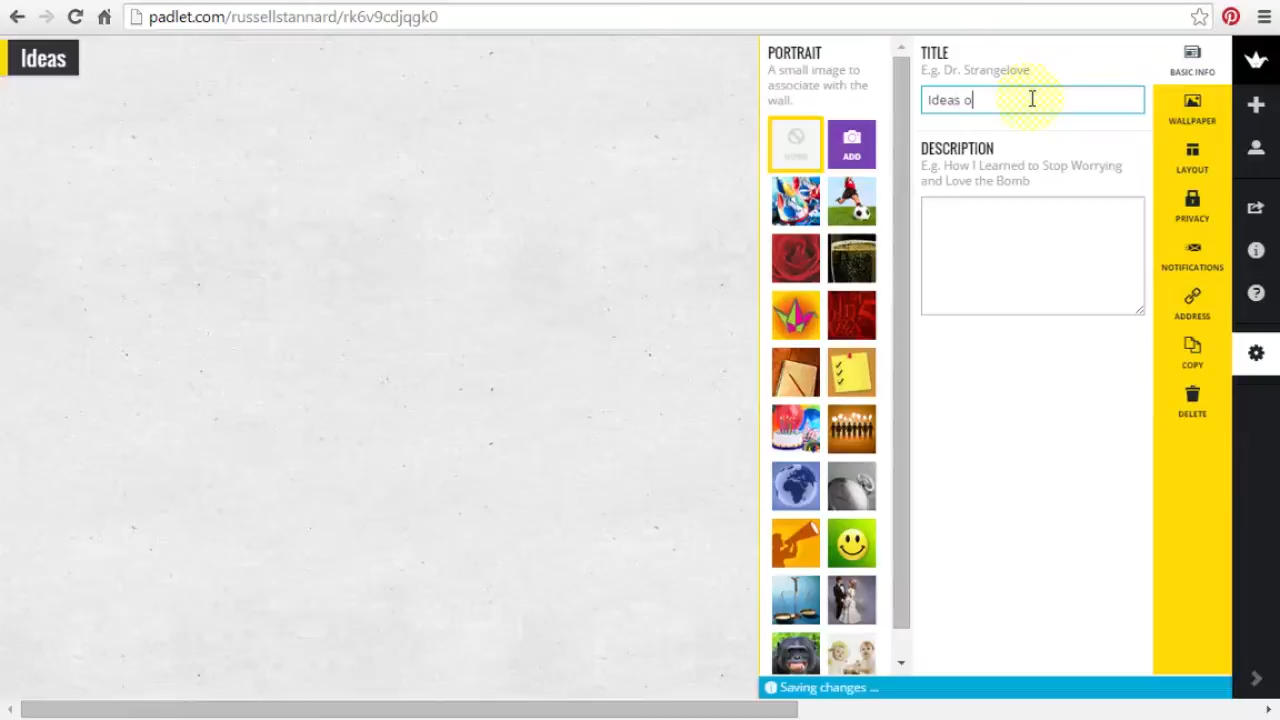 padlet.com/russellstannard/rk6v9cdjqgk0
Ideas
PORTRAIT
A small image to
associate with the
wall.
NONE
ADD
TITLE
E.g. Dr. Strangelove
Ideas o
DESCRIPTION
E.g. How I Learned to Stop Worrying
and Love the Bomb
BASIC INFO
WALLPAPER
LAYOUT
PRIVACY
NOTIFICATIONS
ADDRESS
COPY
DELETE
Saving changes ...